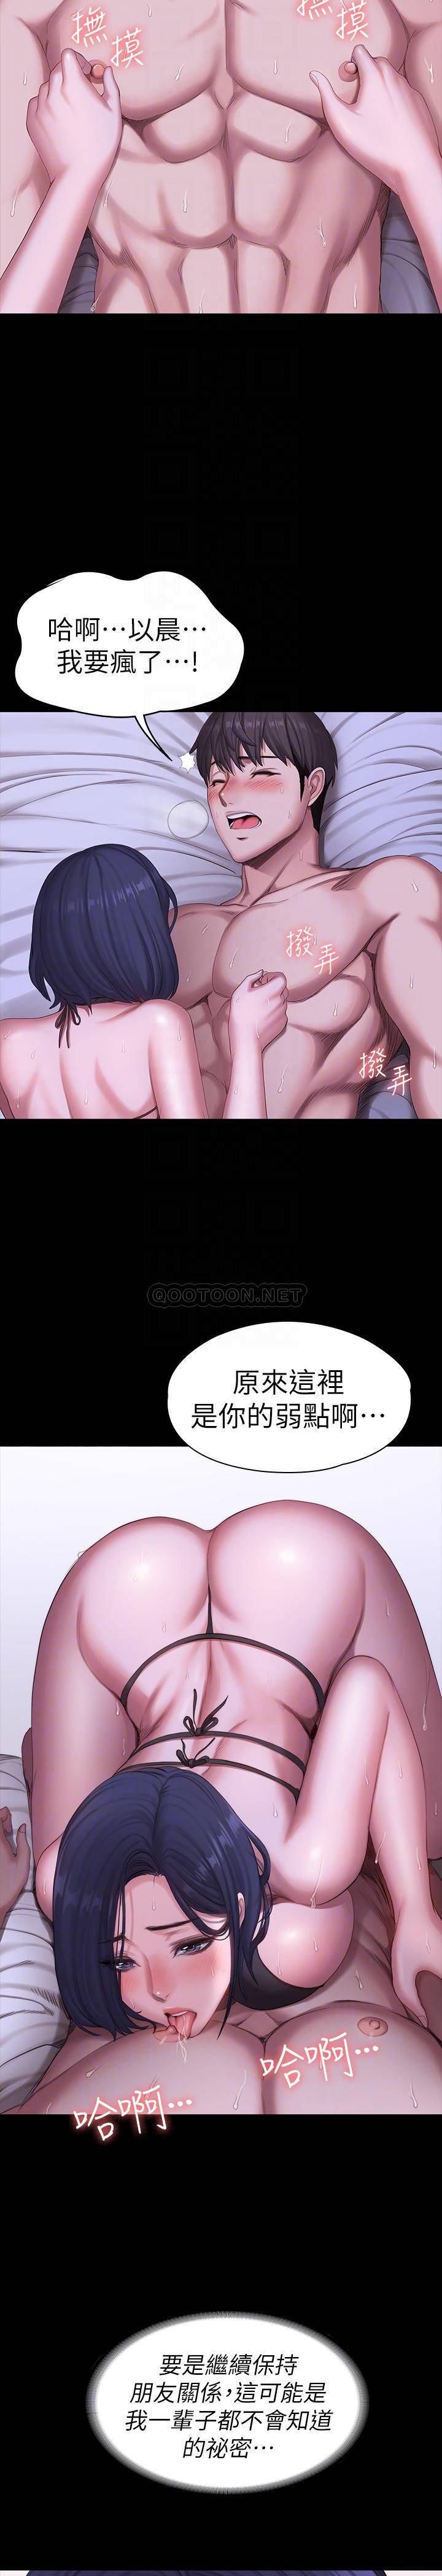 撫摸
撫摸
哈啊⋯以晨⋯
我要瘋了⋯!
撥弄
撥弄
QOOTOON.NET
原來這裡
是你的弱點啊⋯
哈啊⋯
哈啊⋯
要是繼續保持
朋友關係，這可能是
我一輩子都不會知道
的祕密⋯